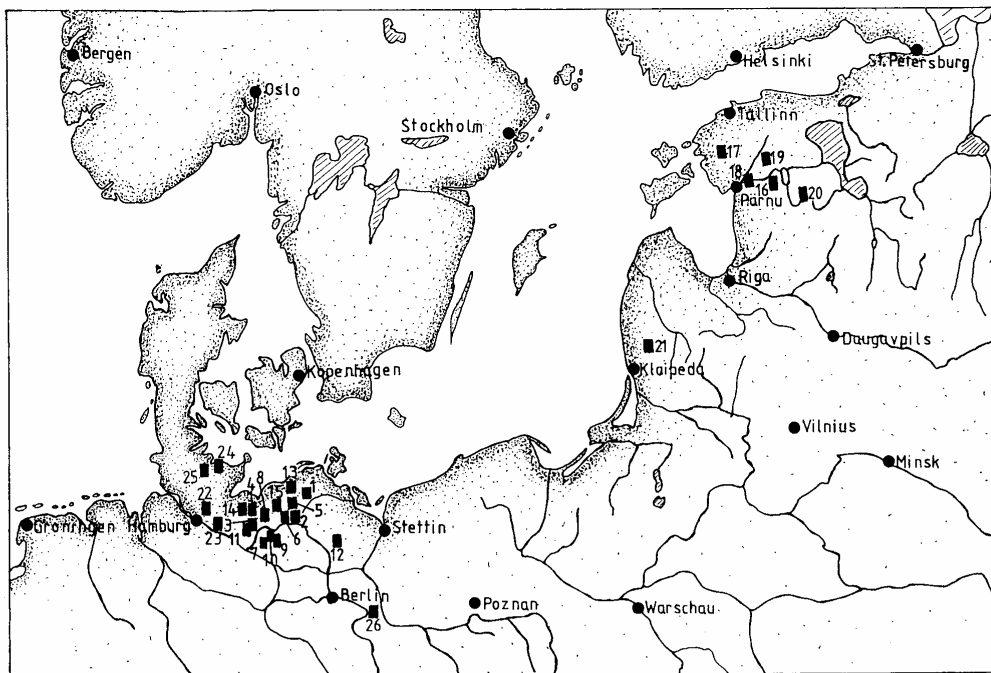 Bergen
Oslo
Helsinki
St.Petersburg
Stockholm
Tallinn
17
19
18
16
20
Pärnu
Riga
Daugavpils
21
Klaipeda
Kopenhagen
Vilnius
Minsk
24
25
13
8
4
1
15
22
14
5
Groningen
Hamburg
3
2
23
11
6
7
9
10
12
Stettin
Berlin
26
Poznan
Warschau